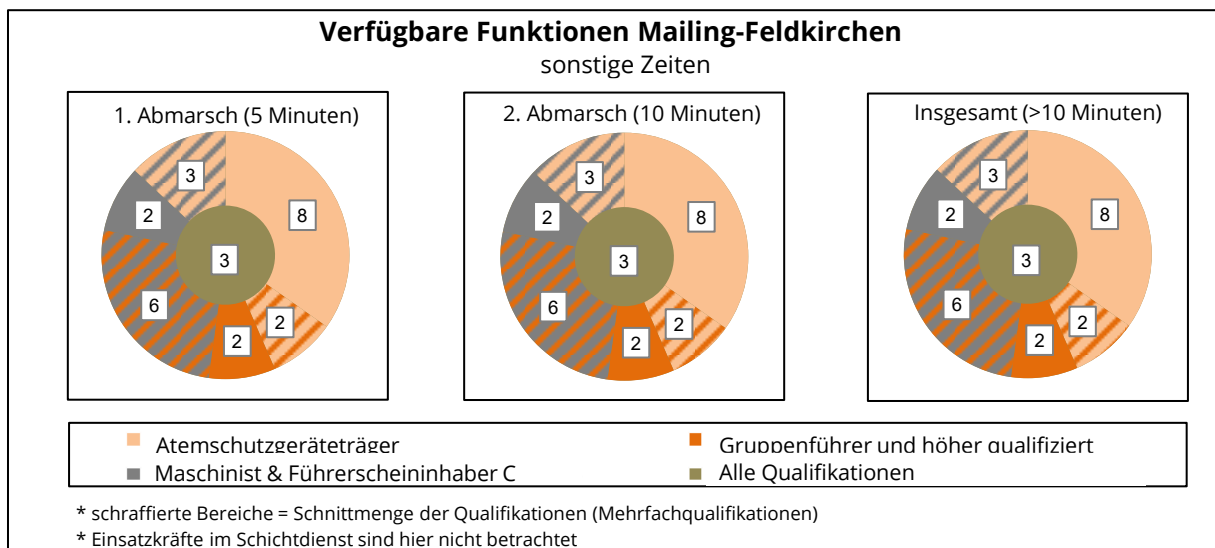 Verfügbare Funktionen Mailing-Feldkirchen
sonstige Zeiten
1. Abmarsch (5 Minuten)
3
8
2
3
6
2
2
2. Abmarsch (10 Minuten)
3
8
2
3
6
2
2
Insgesamt (>10 Minuten)
3
8
2
3
6
2
2
Atemschutzgeräteträger
Gruppenführer und höher qualifiziert
Maschinist & Führerscheininhaber C
Alle Qualifikationen
* schraffierte Bereiche = Schnittmenge der Qualifikationen (Mehrfachqualifikationen)
* Einsatzkräfte im Schichtdienst sind hier nicht betrachtet